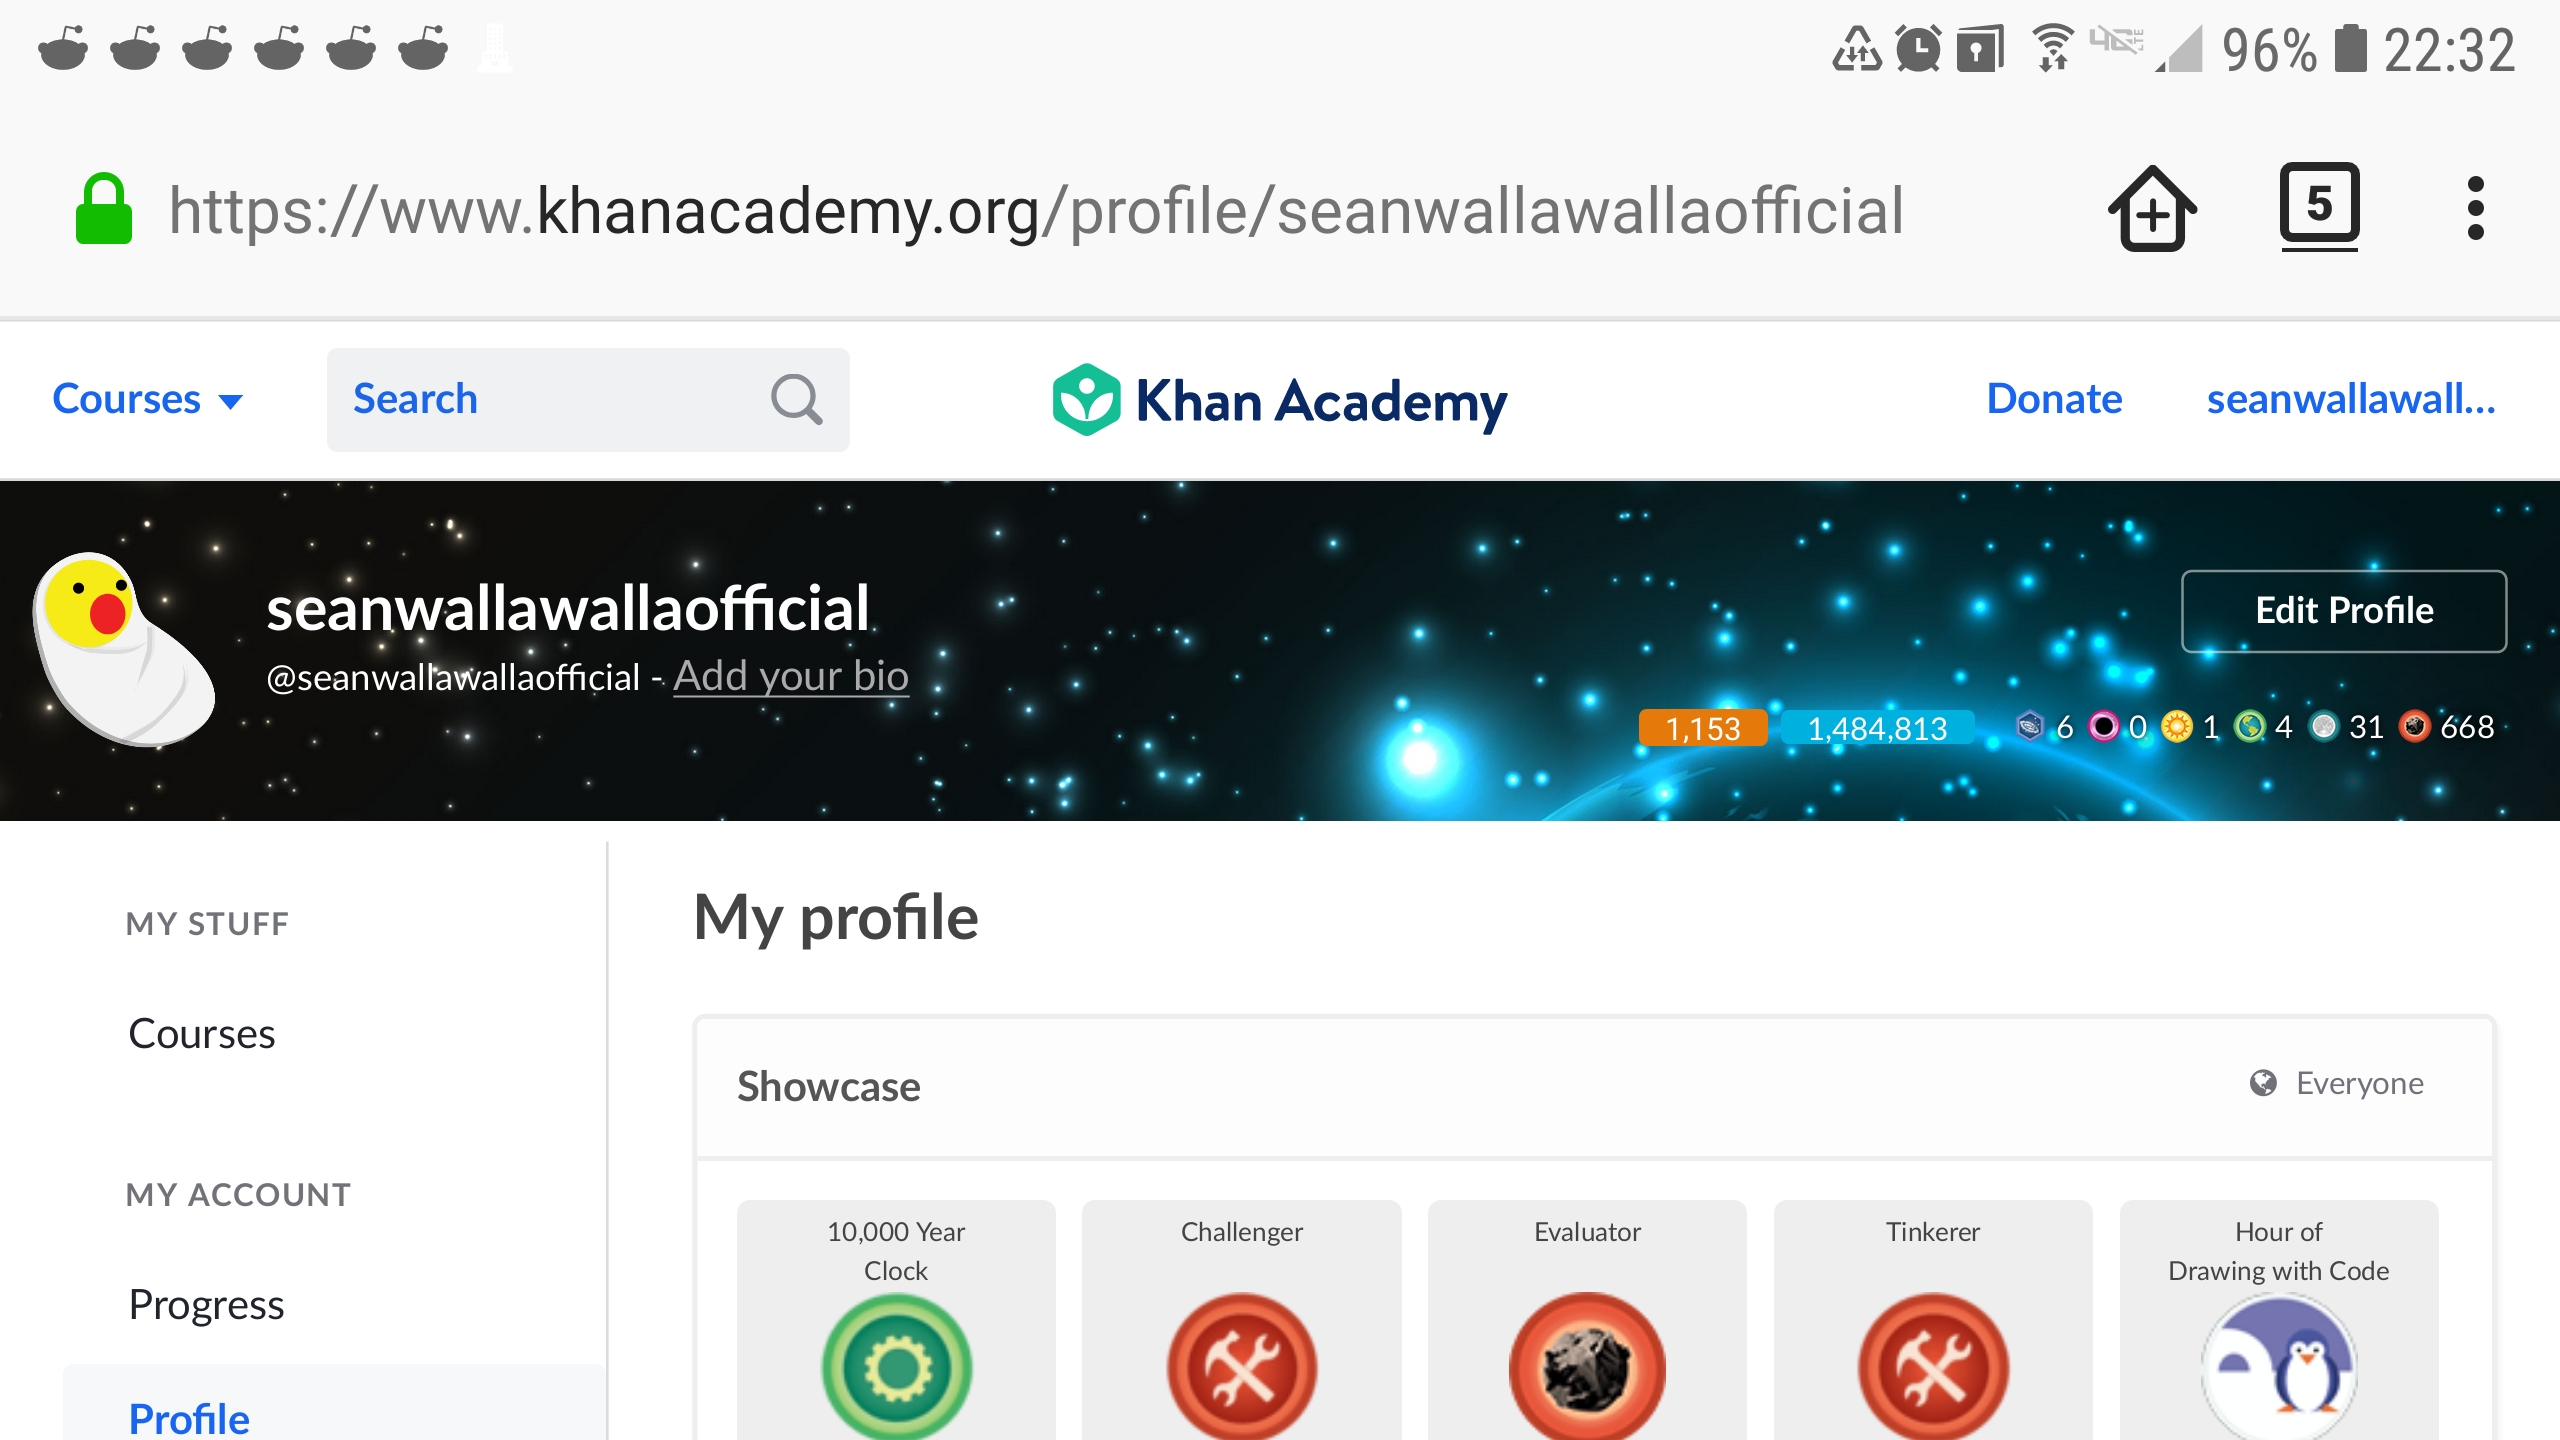 96% 22:32
https://www.khanacademy.org/profile/seanwallawallaofficial
5
Courses
Search
Khan Academy
Donate
seanwallawall...
seanwallawallaofficial
@seanwallawallaofficial - Add your bio
Edit Profile
1,153 1,484,813 6 0 1 4 31 668
MY STUFF
Courses
MY ACCOUNT
Progress
Profile
My profile
Showcase
Everyone
10,000 Year
Clock
Challenger
Evaluator
Tinkerer
Hour of
Drawing with Code